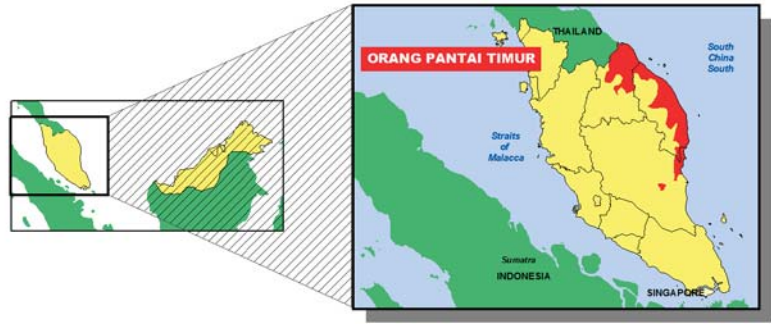 THAILAND
ORANG PANTAI TIMUR
South
China
South
Straits
of
Malacca
Sumatra
INDONESIA
SINGAPORE